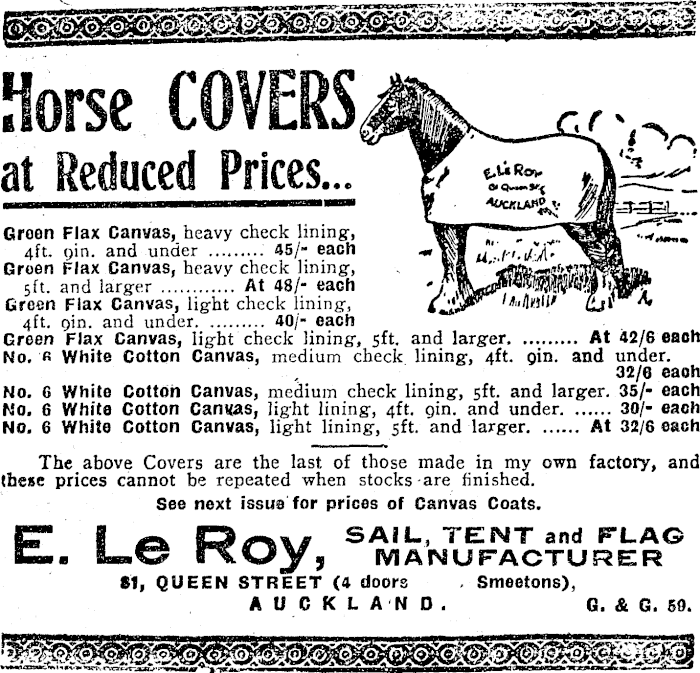 Horse COVERS
at Reduced Prices...
E. Le Roy
81 Queen St.
AUCKLAND
Green Flax Canvas, heavy check lining,
4ft. 9in. and under ......... 45/- each
Green Flax Canvas, heavy check lining,
5ft. and larger ............ At 48/- each
Green Flax Canvas, light check lining,
4ft. 9in. and under. ......... 40/- each
Green Flax Canvas, light check lining, 5ft. and larger. ......... At 42/6 each
No. 6 White Cotton Canvas, medium check lining, 4ft. 9in. and under.
32/6 each
No. 6 White Cotton Canvas, medium check lining, 5ft. and larger. 35/- each
No. 6 White Cotton Canvas, light lining, 4ft. 9in. and under. ...... 30/- each
No. 6 White Cotton Canvas, light lining, 5ft. and larger. ...... At 32/6 each
The above Covers are the last of those made in my own factory, and
these prices cannot be repeated when stocks are finished.
See next issue for prices of Canvas Coats.
E. Le Roy, SAIL, TENT and FLAG
MANUFACTURER
81, QUEEN STREET (4 doors Smeetons),
AUCKLAND. G. & G. 59.